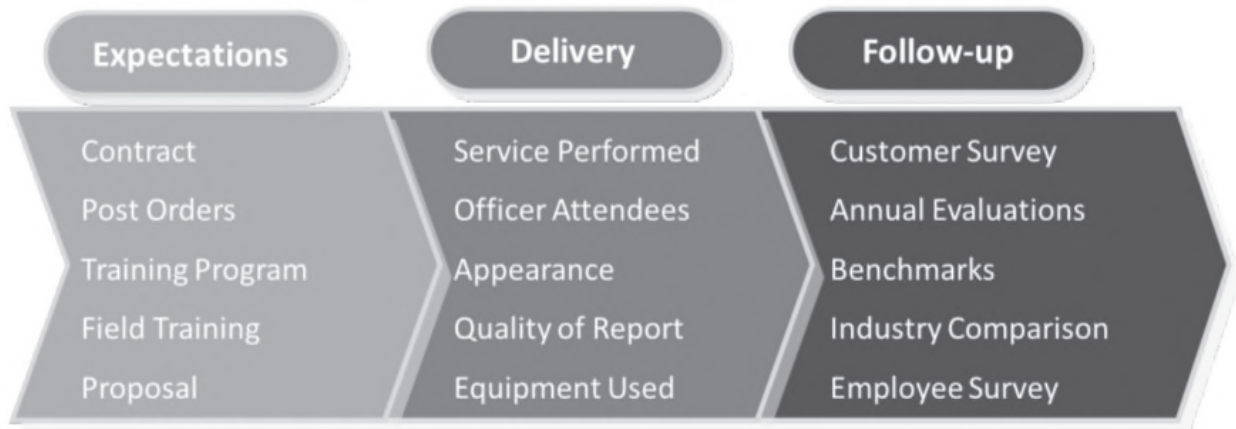 Expectations
Contract
Post Orders
Training Program
Field Training
Proposal
Delivery
Service Performed
Officer Attendees
Appearance
Quality of Report
Equipment Used
Follow-up
Customer Survey
Annual Evaluations
Benchmarks
Industry Comparison
Employee Survey